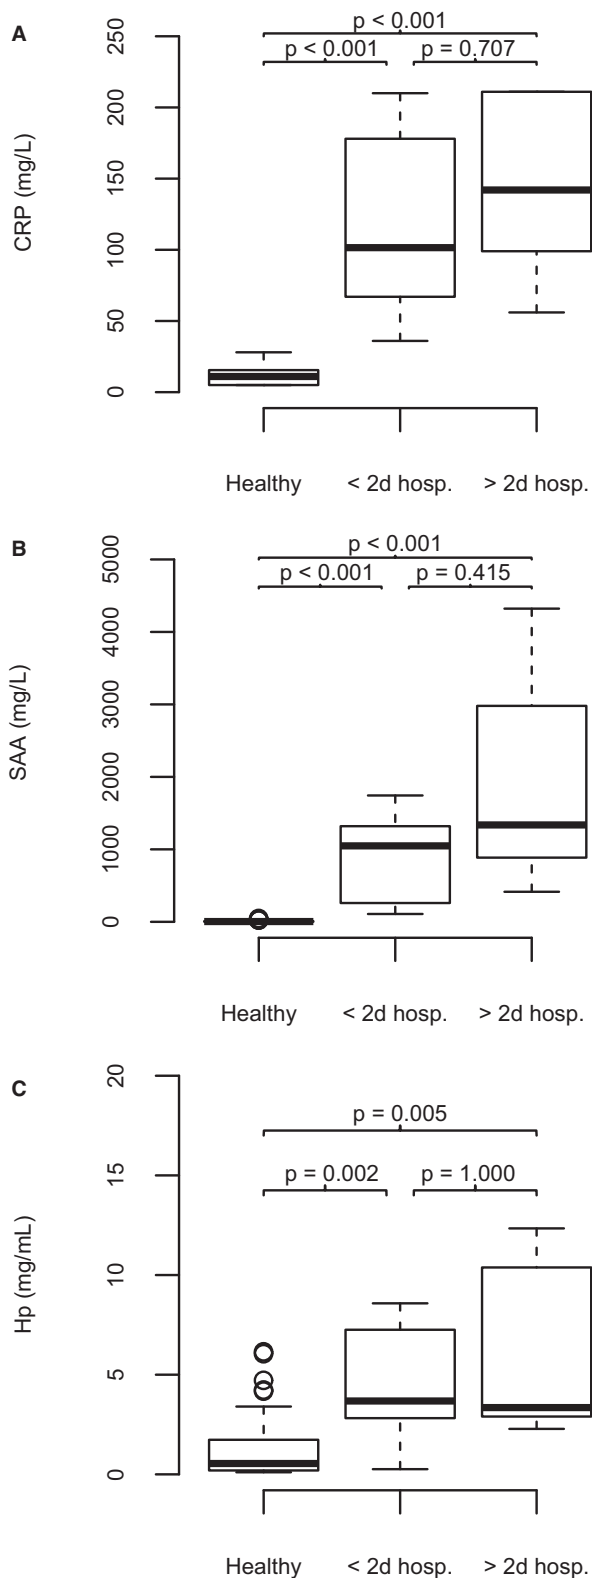 A
p < 0.001
p < 0.001 p = 0.707
CRP (mg/L)
250
200
150
100
50
0
Healthy < 2d hosp. > 2d hosp.
B
p < 0.001
p < 0.001 p = 0.415
SAA (mg/L)
5000
4000
3000
2000
1000
0
Healthy < 2d hosp. > 2d hosp.
C
p = 0.005
p = 0.002 p = 1.000
Hp (mg/mL)
20
15
10
5
0
Healthy < 2d hosp. > 2d hosp.